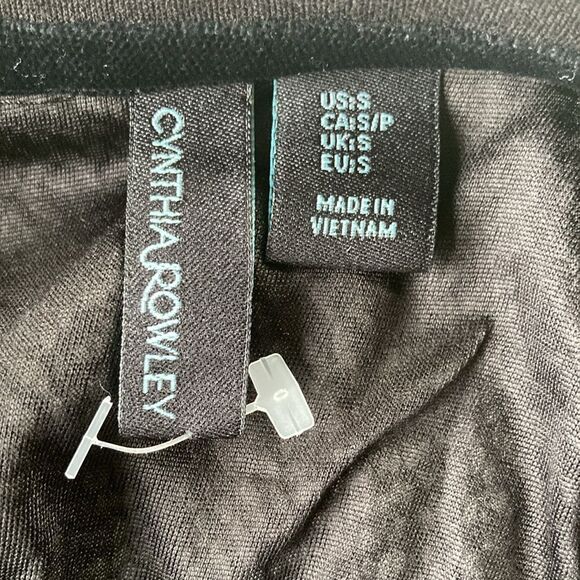 CYNTHIA ROWLEY
US:S
CA:S/P
UK:S
EU:S
MADE IN
VIETNAM